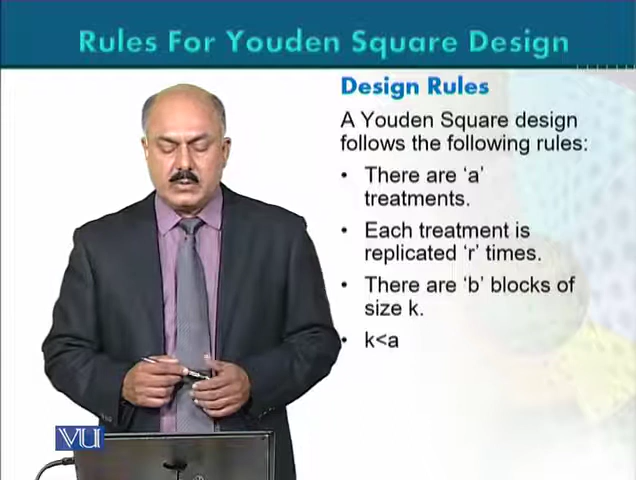 Rules For Youden Square Design
Design Rules
A Youden Square design
follows the following rules:
• There are ‘a’
treatments.
• Each treatment is
replicated ‘r’ times.
• There are ‘b’ blocks of
size k.
• k<a
VU